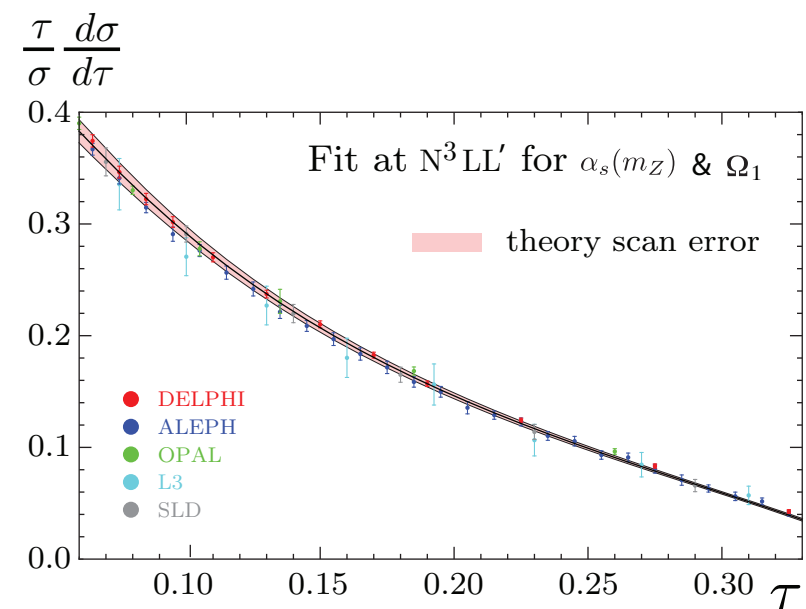 τ/σ dσ/dτ
0.4
Fit at N³LL′ for αs(mZ) & Ω₁
theory scan error
0.3
0.2
DELPHI
ALEPH
OPAL
L3
SLD
0.1
0.0
0.10 0.15 0.20 0.25 0.30 τ